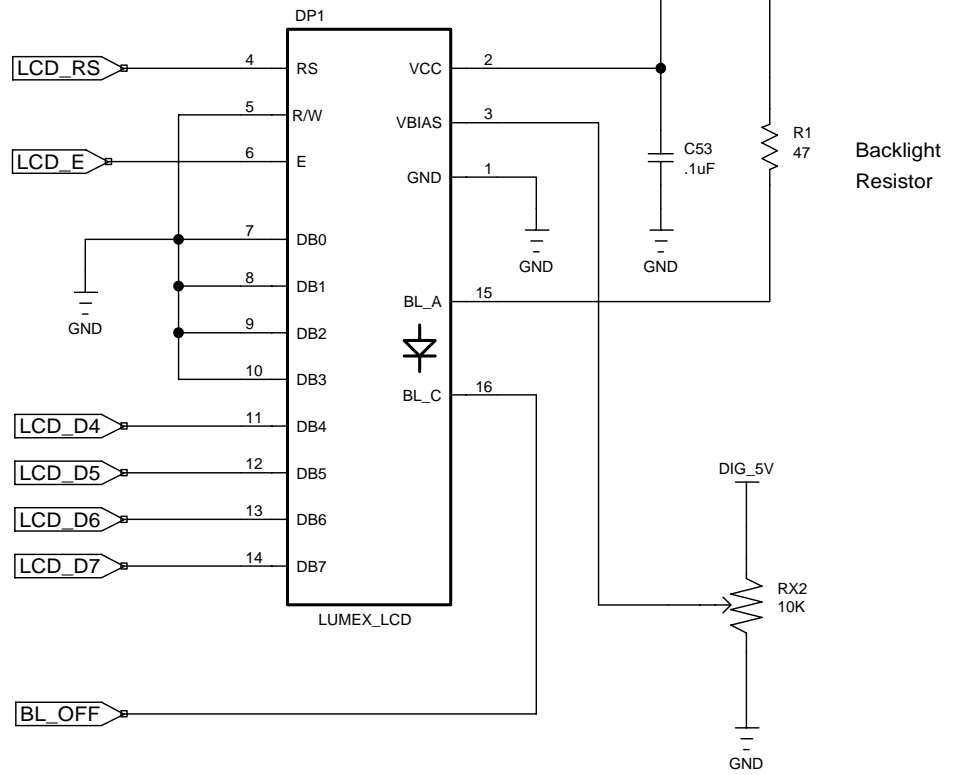 DP1
LCD_RS
4
RS
VCC
2
5
R/W
VBIAS
3
R1
47
C53
.1uF
Backlight
Resistor
LCD_E
6
E
GND
1
7
DB0
GND
GND
8
DB1
BL_A
15
GND
9
DB2
10
DB3
BL_C
16
LCD_D4
11
DB4
LCD_D5
12
DB5
DIG_5V
LCD_D6
13
DB6
LCD_D7
14
DB7
RX2
10K
LUMEX_LCD
BL_OFF
GND